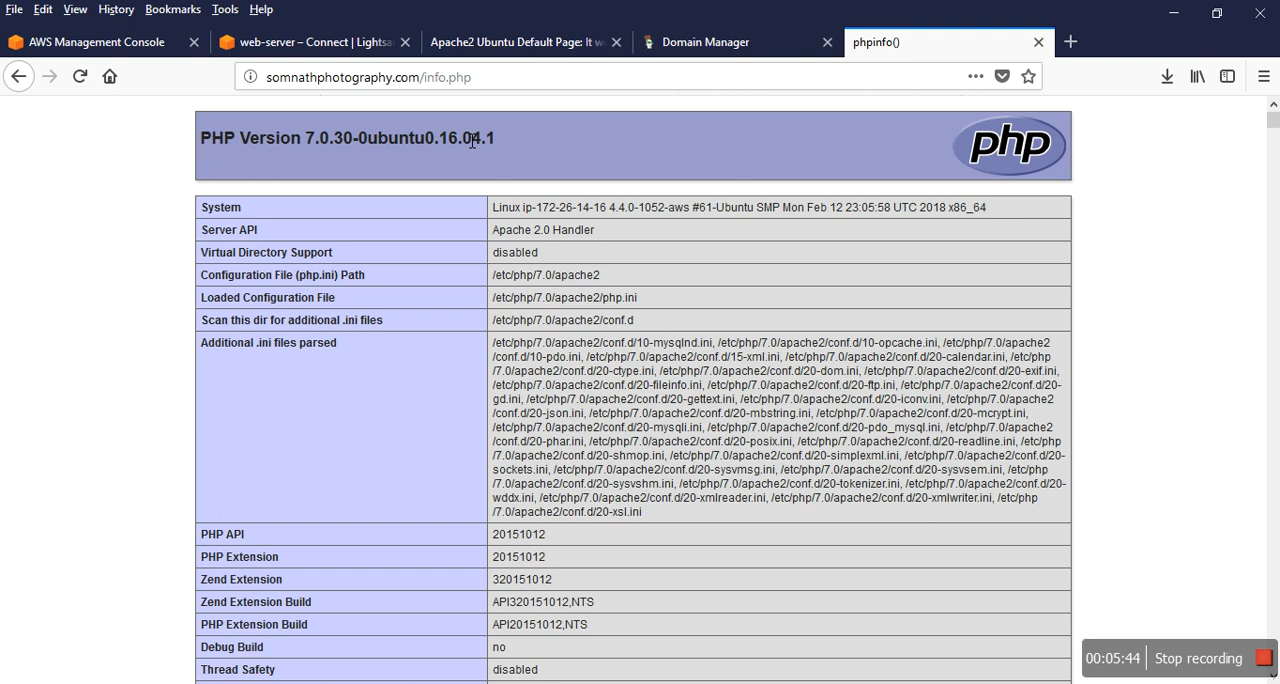 File Edit View History Bookmarks Tools Help
AWS Management Console
web-server – Connect | Lightsa
Apache2 Ubuntu Default Page: It w
Domain Manager
phpinfo()
somnathphotography.com/info.php
PHP Version 7.0.30-0ubuntu0.16.04.1
php
System Linux ip-172-26-14-16 4.4.0-1052-aws #61-Ubuntu SMP Mon Feb 12 23:05:58 UTC 2018 x86_64
Server API Apache 2.0 Handler
Virtual Directory Support disabled
Configuration File (php.ini) Path /etc/php/7.0/apache2
Loaded Configuration File /etc/php/7.0/apache2/php.ini
Scan this dir for additional .ini files /etc/php/7.0/apache2/conf.d
Additional .ini files parsed /etc/php/7.0/apache2/conf.d/10-mysqlnd.ini, /etc/php/7.0/apache2/conf.d/10-opcache.ini, /etc/php/7.0/apache2
/conf.d/10-pdo.ini, /etc/php/7.0/apache2/conf.d/15-xml.ini, /etc/php/7.0/apache2/conf.d/20-calendar.ini, /etc/php
/7.0/apache2/conf.d/20-ctype.ini, /etc/php/7.0/apache2/conf.d/20-dom.ini, /etc/php/7.0/apache2/conf.d/20-exif.ini,
/etc/php/7.0/apache2/conf.d/20-fileinfo.ini, /etc/php/7.0/apache2/conf.d/20-ftp.ini, /etc/php/7.0/apache2/conf.d/20-
gd.ini, /etc/php/7.0/apache2/conf.d/20-gettext.ini, /etc/php/7.0/apache2/conf.d/20-iconv.ini, /etc/php/7.0/apache2
/conf.d/20-json.ini, /etc/php/7.0/apache2/conf.d/20-mbstring.ini, /etc/php/7.0/apache2/conf.d/20-mcrypt.ini,
/etc/php/7.0/apache2/conf.d/20-mysqli.ini, /etc/php/7.0/apache2/conf.d/20-pdo_mysql.ini, /etc/php/7.0/apache2
/conf.d/20-phar.ini, /etc/php/7.0/apache2/conf.d/20-posix.ini, /etc/php/7.0/apache2/conf.d/20-readline.ini, /etc/php
/7.0/apache2/conf.d/20-shmop.ini, /etc/php/7.0/apache2/conf.d/20-simplexml.ini, /etc/php/7.0/apache2/conf.d/20-
sockets.ini, /etc/php/7.0/apache2/conf.d/20-sysvmsg.ini, /etc/php/7.0/apache2/conf.d/20-sysvsem.ini, /etc/php
/7.0/apache2/conf.d/20-sysvshm.ini, /etc/php/7.0/apache2/conf.d/20-tokenizer.ini, /etc/php/7.0/apache2/conf.d/20-
wddx.ini, /etc/php/7.0/apache2/conf.d/20-xmlreader.ini, /etc/php/7.0/apache2/conf.d/20-xmlwriter.ini, /etc/php
/7.0/apache2/conf.d/20-xsl.ini
PHP API 20151012
PHP Extension 20151012
Zend Extension 320151012
Zend Extension Build API320151012,NTS
PHP Extension Build API20151012,NTS
Debug Build no
Thread Safety disabled
00:05:44 Stop recording